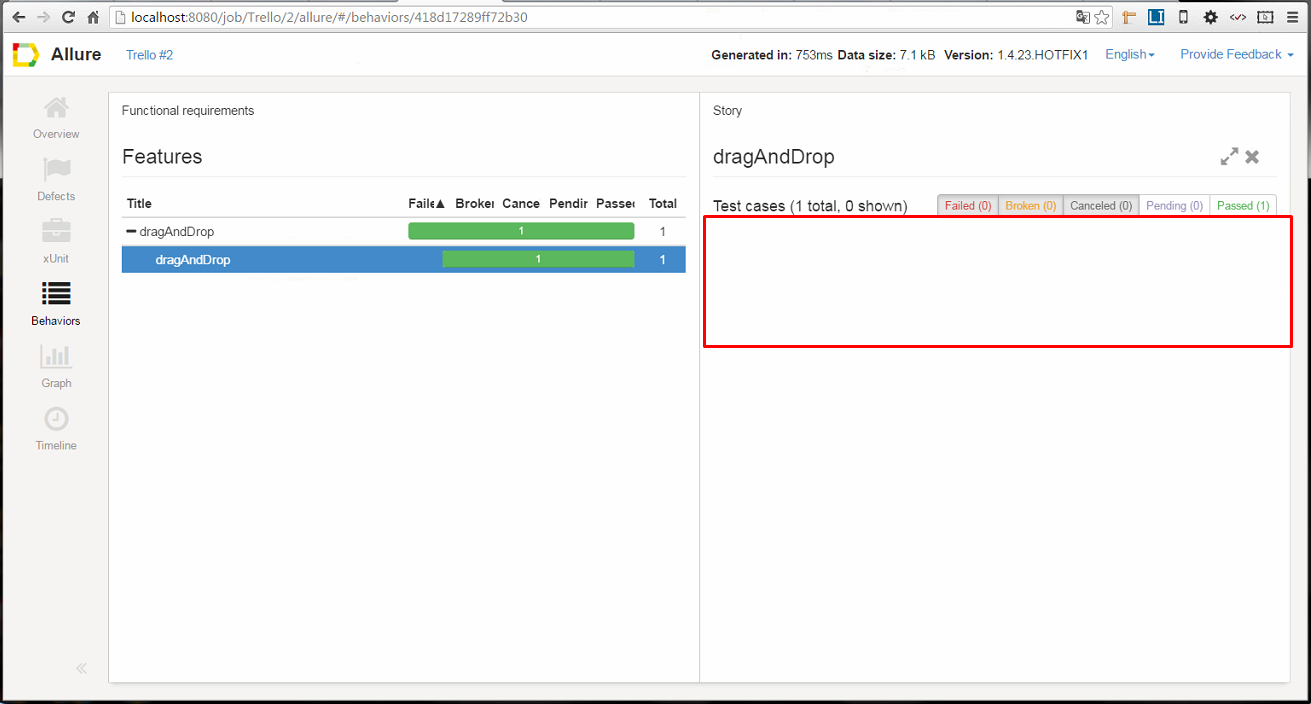 localhost:8080/job/Trello/2/allure/#/behaviors/418d17289ff72b30
LI
Allure Trello #2 Generated in: 753ms Data size: 7.1 kB Version: 1.4.23.HOTFIX1 English Provide Feedback
Overview
Defects
xUnit
Behaviors
Graph
Timeline
Functional requirements
Features
Title Faile Broker Cance Pendir Passec Total
dragAndDrop 1 1
dragAndDrop 1 1
Story
dragAndDrop
Test cases (1 total, 0 shown) Failed (0) Broken (0) Canceled (0) Pending (0) Passed (1)